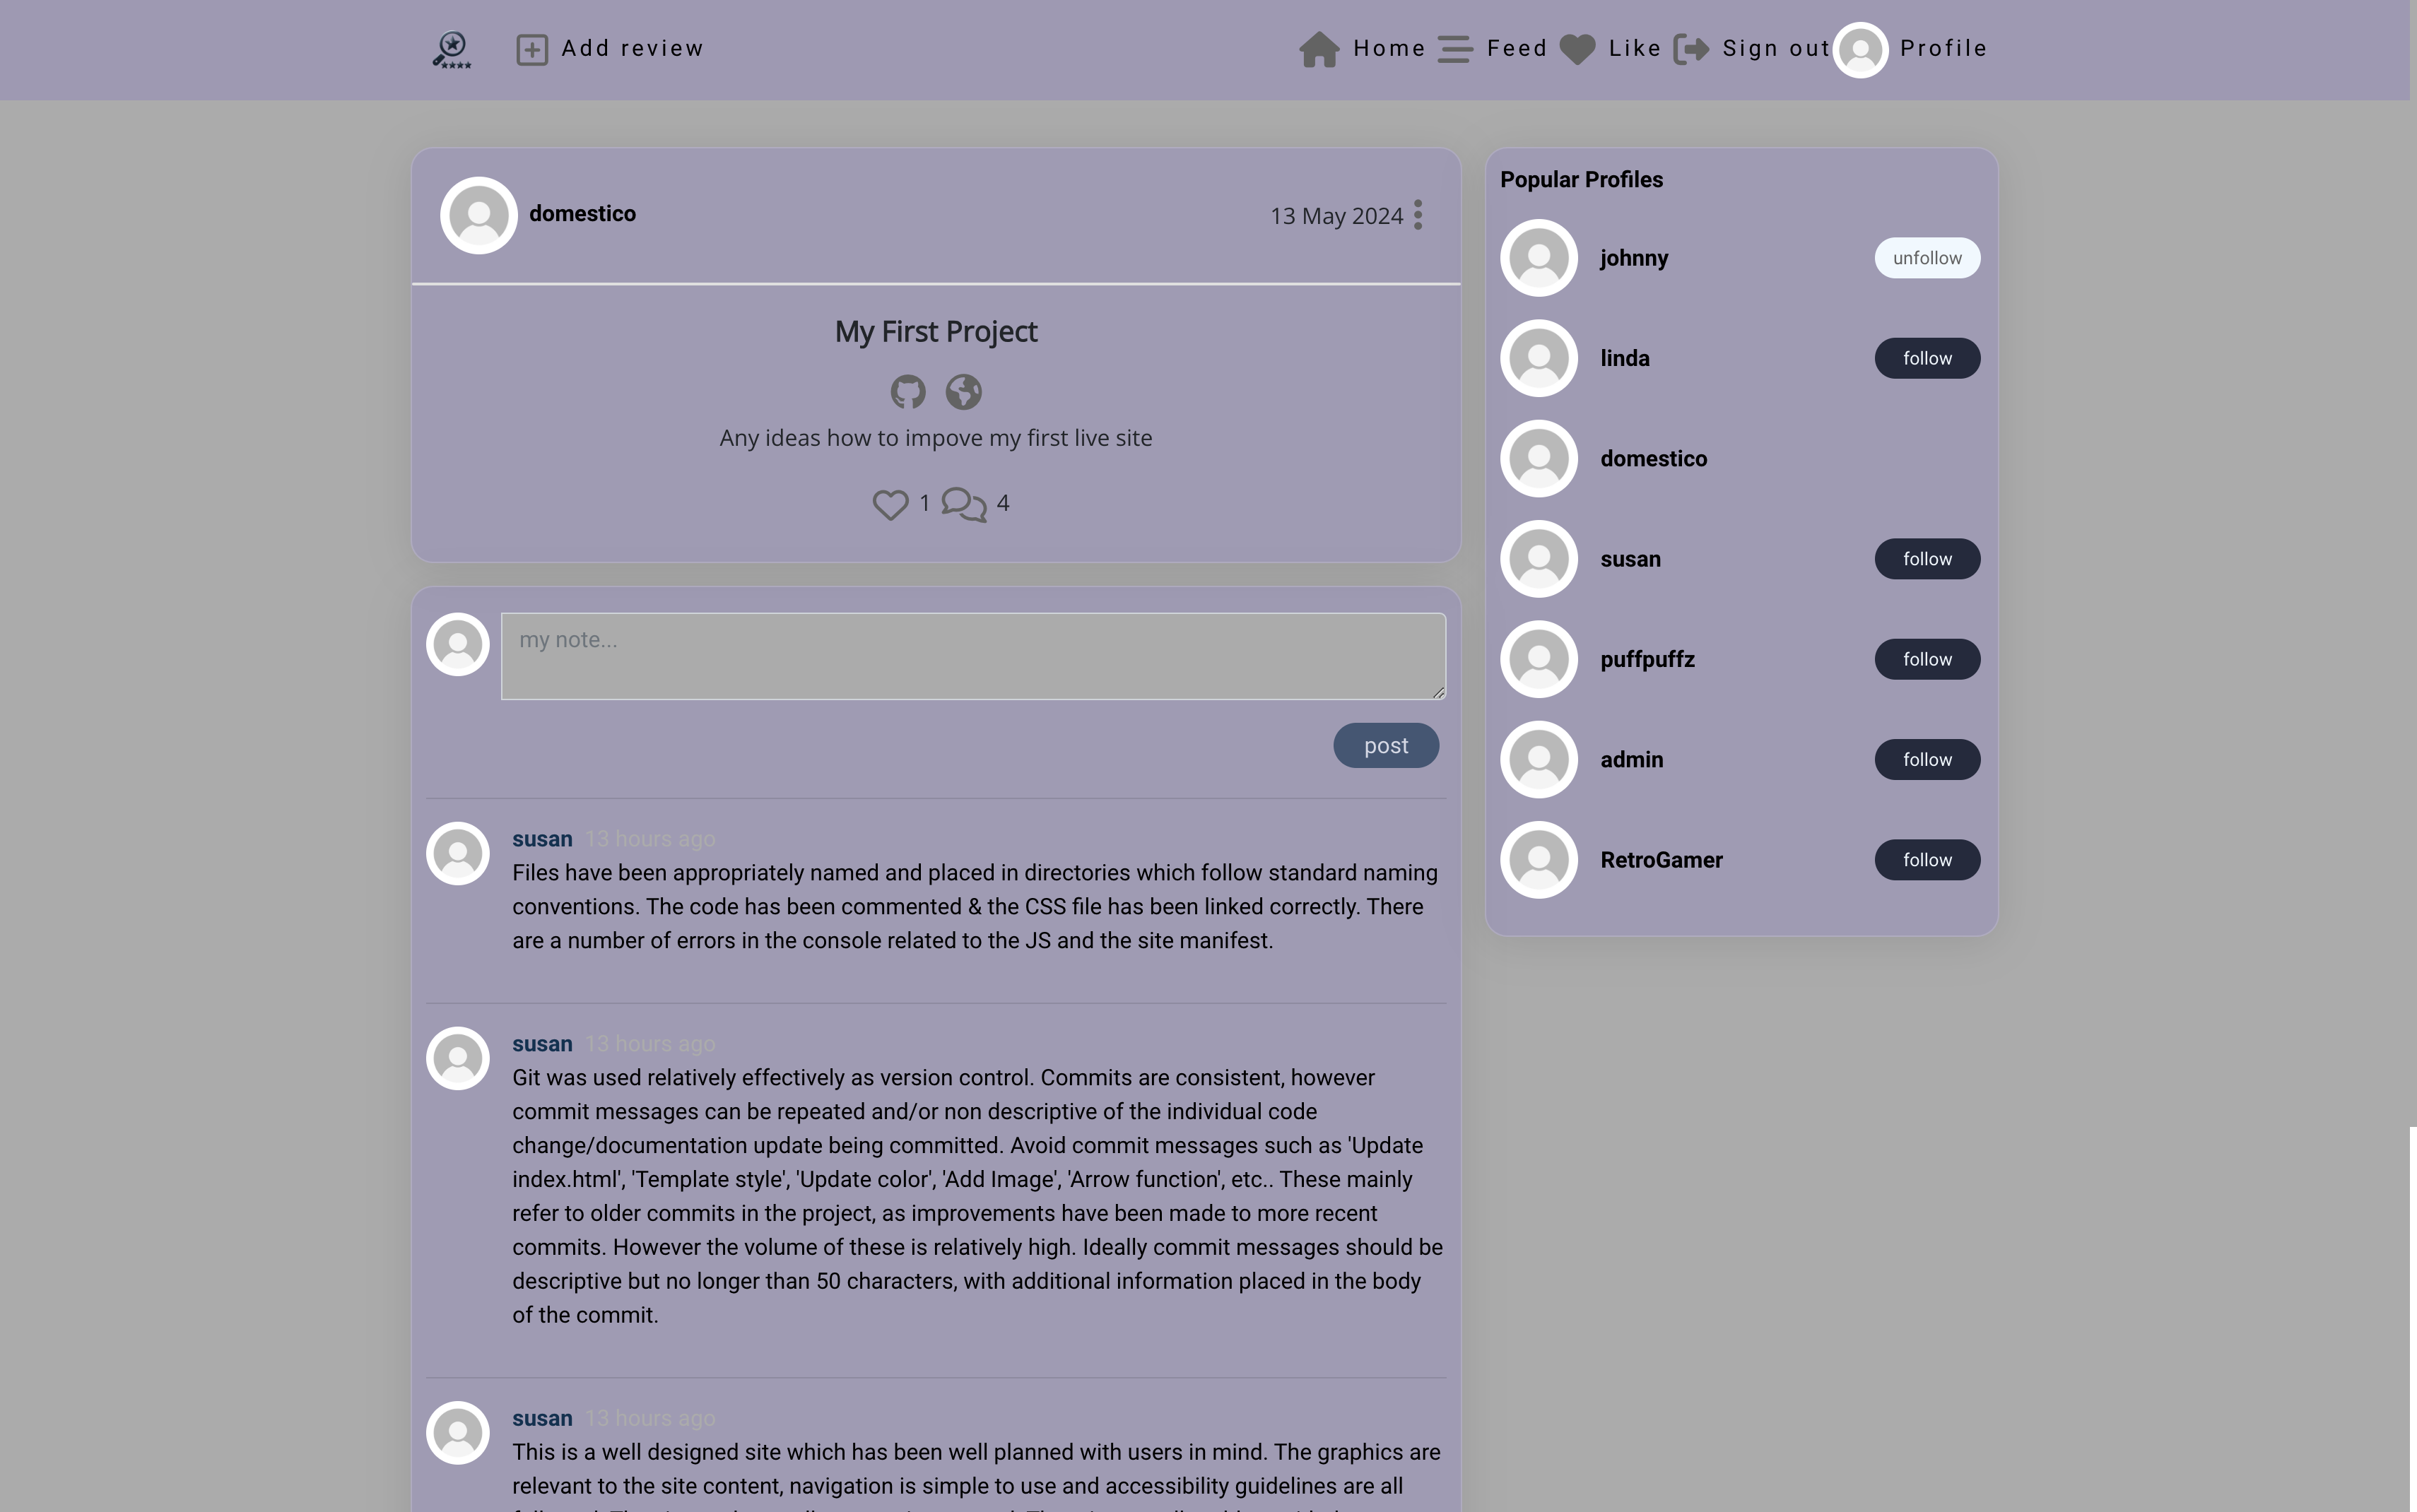 Add review
Home Feed Like Sign out Profile
domestico
13 May 2024
My First Project
Any ideas how to impove my first live site
1 4
my note...
post
susan 13 hours ago
Files have been appropriately named and placed in directories which follow standard naming
conventions. The code has been commented & the CSS file has been linked correctly. There
are a number of errors in the console related to the JS and the site manifest.
susan 13 hours ago
Git was used relatively effectively as version control. Commits are consistent, however
commit messages can be repeated and/or non descriptive of the individual code
change/documentation update being committed. Avoid commit messages such as 'Update
index.html', 'Template style', 'Update color', 'Add Image', 'Arrow function', etc.. These mainly
refer to older commits in the project, as improvements have been made to more recent
commits. However the volume of these is relatively high. Ideally commit messages should be
descriptive but no longer than 50 characters, with additional information placed in the body
of the commit.
susan 13 hours ago
This is a well designed site which has been well planned with users in mind. The graphics are
relevant to the site content, navigation is simple to use and accessibility guidelines are all
Popular Profiles
johnny unfollow
linda follow
domestico
susan follow
puffpuffz follow
admin follow
RetroGamer follow